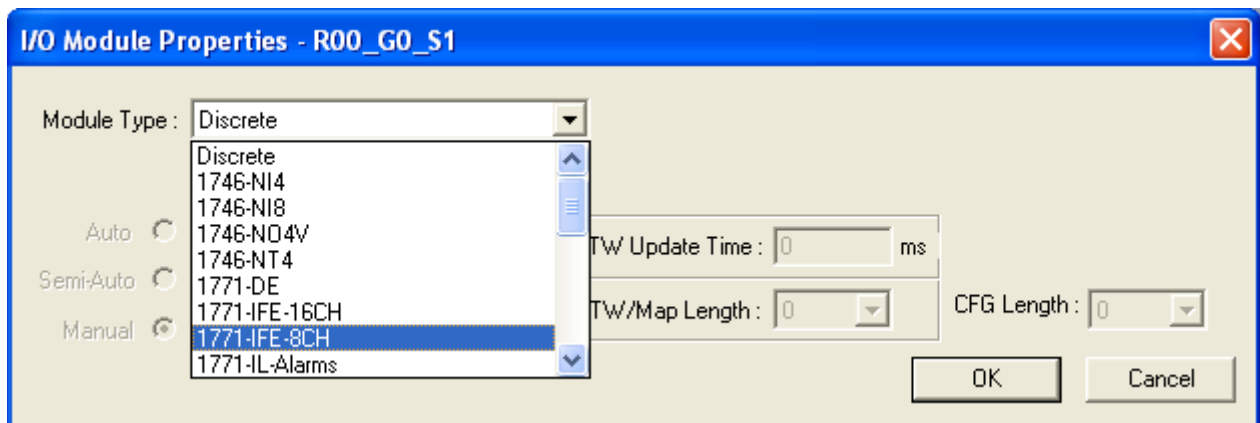 I/O Module Properties - R00_G0_S1
Module Type : Discrete
Discrete
1746-NI4
1746-NI8
1746-NO4V
1746-NT4
1771-DE
1771-IFE-16CH
1771-IFE-8CH
1771-IL-Alarms
Auto
Semi-Auto
Manual
TW Update Time : 0 ms
TW/Map Length : 0
CFG Length : 0
OK
Cancel